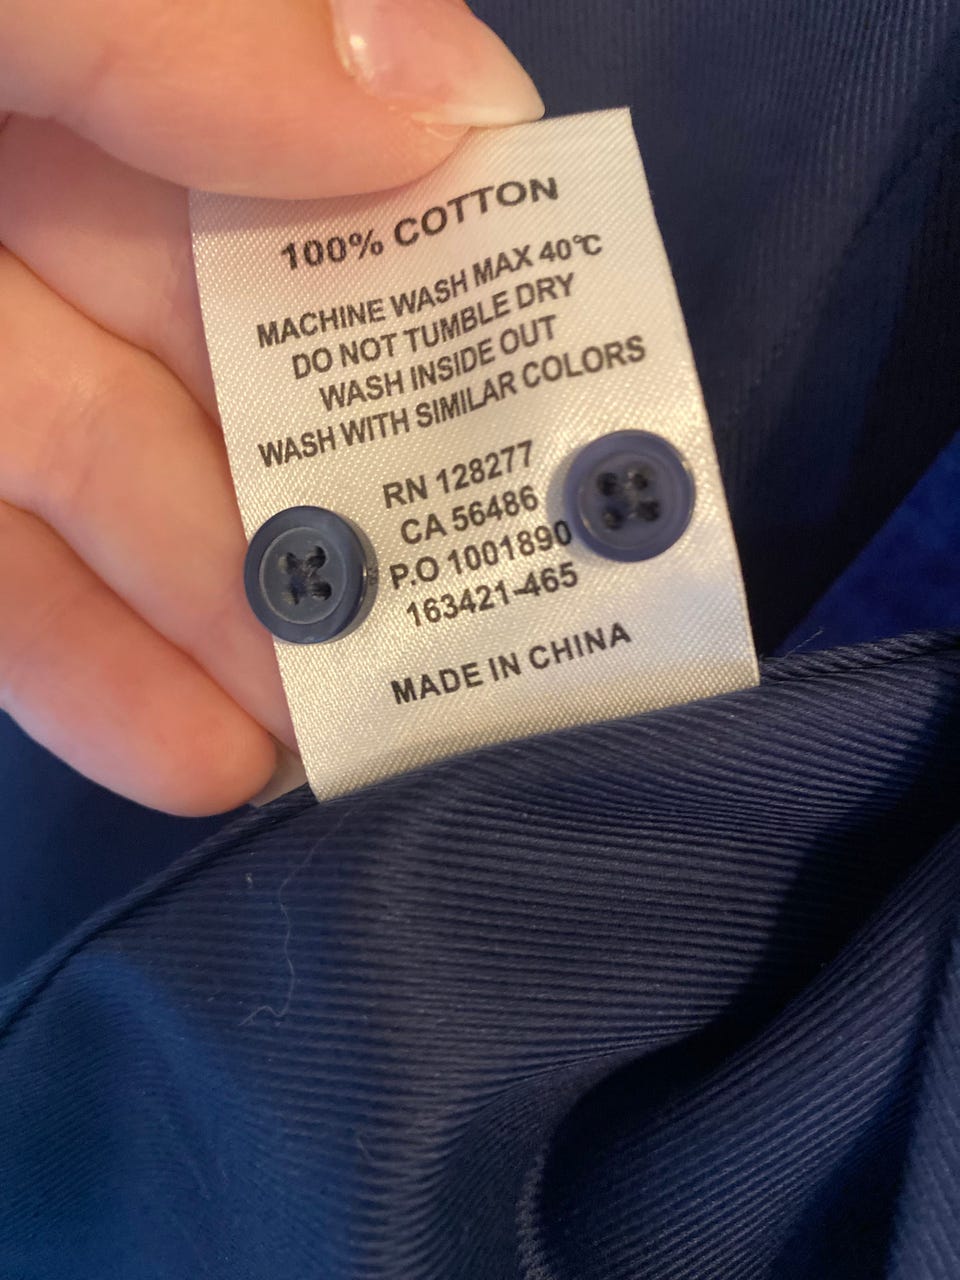 100% COTTON
MACHINE WASH MAX 40°C
DO NOT TUMBLE DRY
WASH INSIDE OUT
WASH WITH SIMILAR COLORS
RN 128277
CA 56486
P.O 1001890
163421-465
MADE IN CHINA